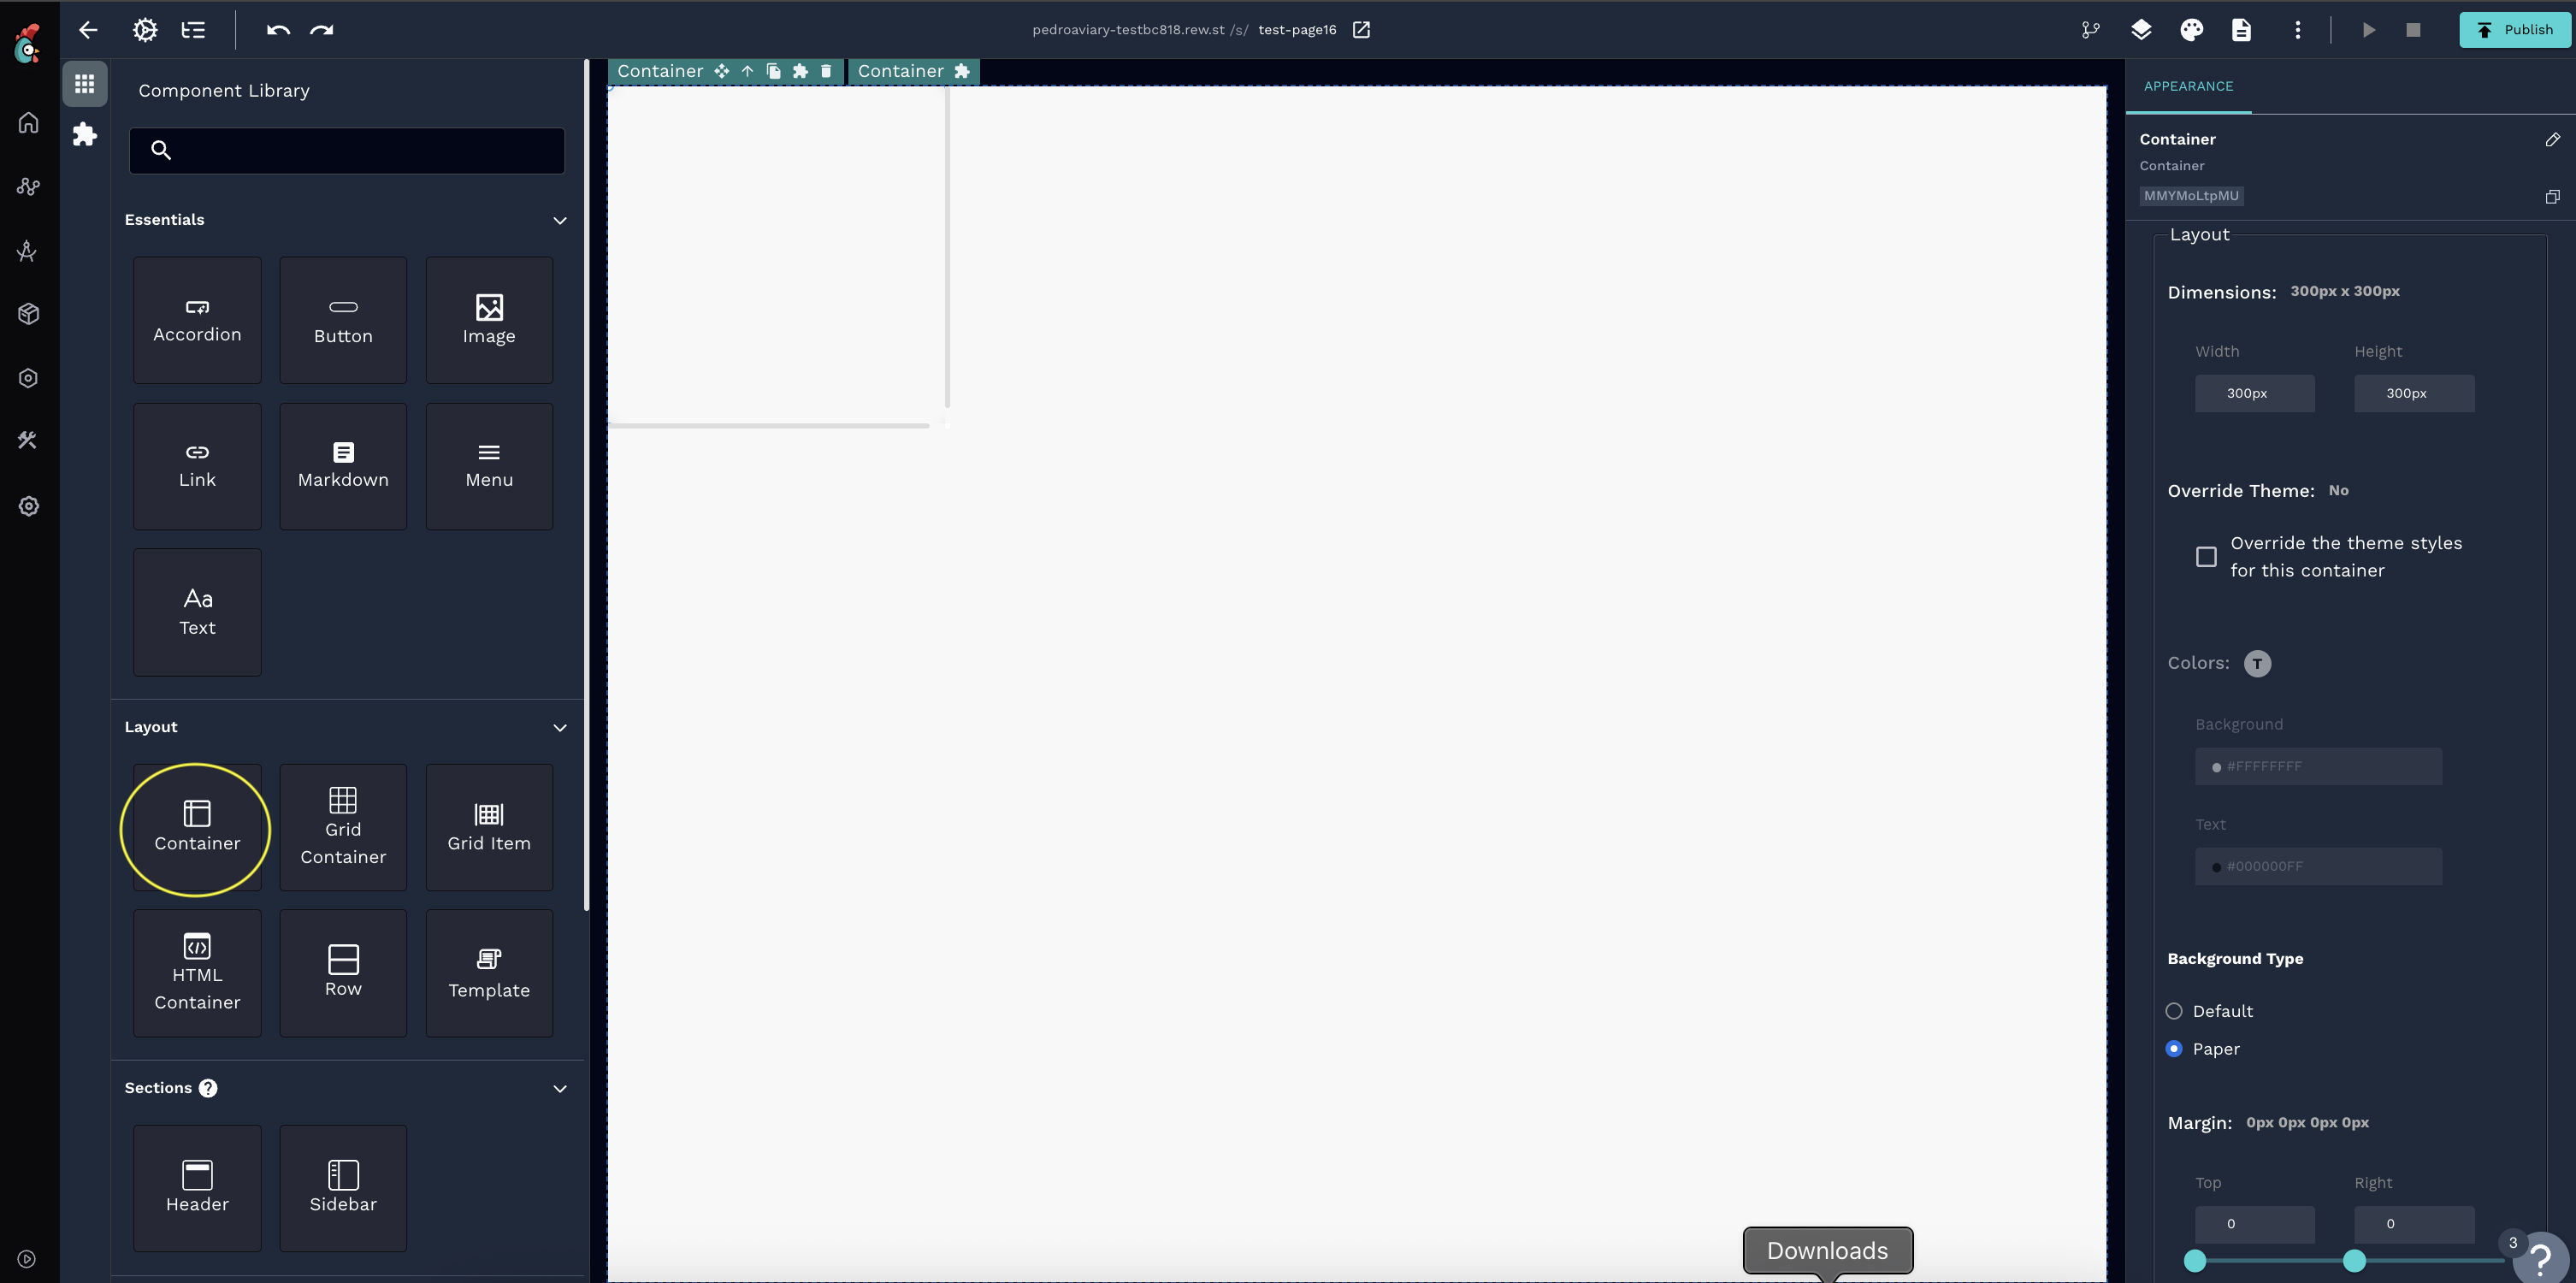 pedroaviary-testbc818.rew.st /s/ test-page16
Publish
Component Library
Essentials
Accordion
Button
Image
Link
Markdown
Menu
Aa
Text
Layout
Container
Grid
Container
Grid Item
HTML
Container
Row
Template
Sections ?
Header
Sidebar
Container
Container
Downloads
APPEARANCE
Container
Container
MMYMoLtpMU
Layout
Dimensions: 300px x 300px
Width Height
300px 300px
Override Theme: No
Override the theme styles
for this container
Colors: T
Background
#FFFFFFFF
Text
#000000FF
Background Type
Default
Paper
Margin: 0px 0px 0px 0px
Top Right
0 0
3
?